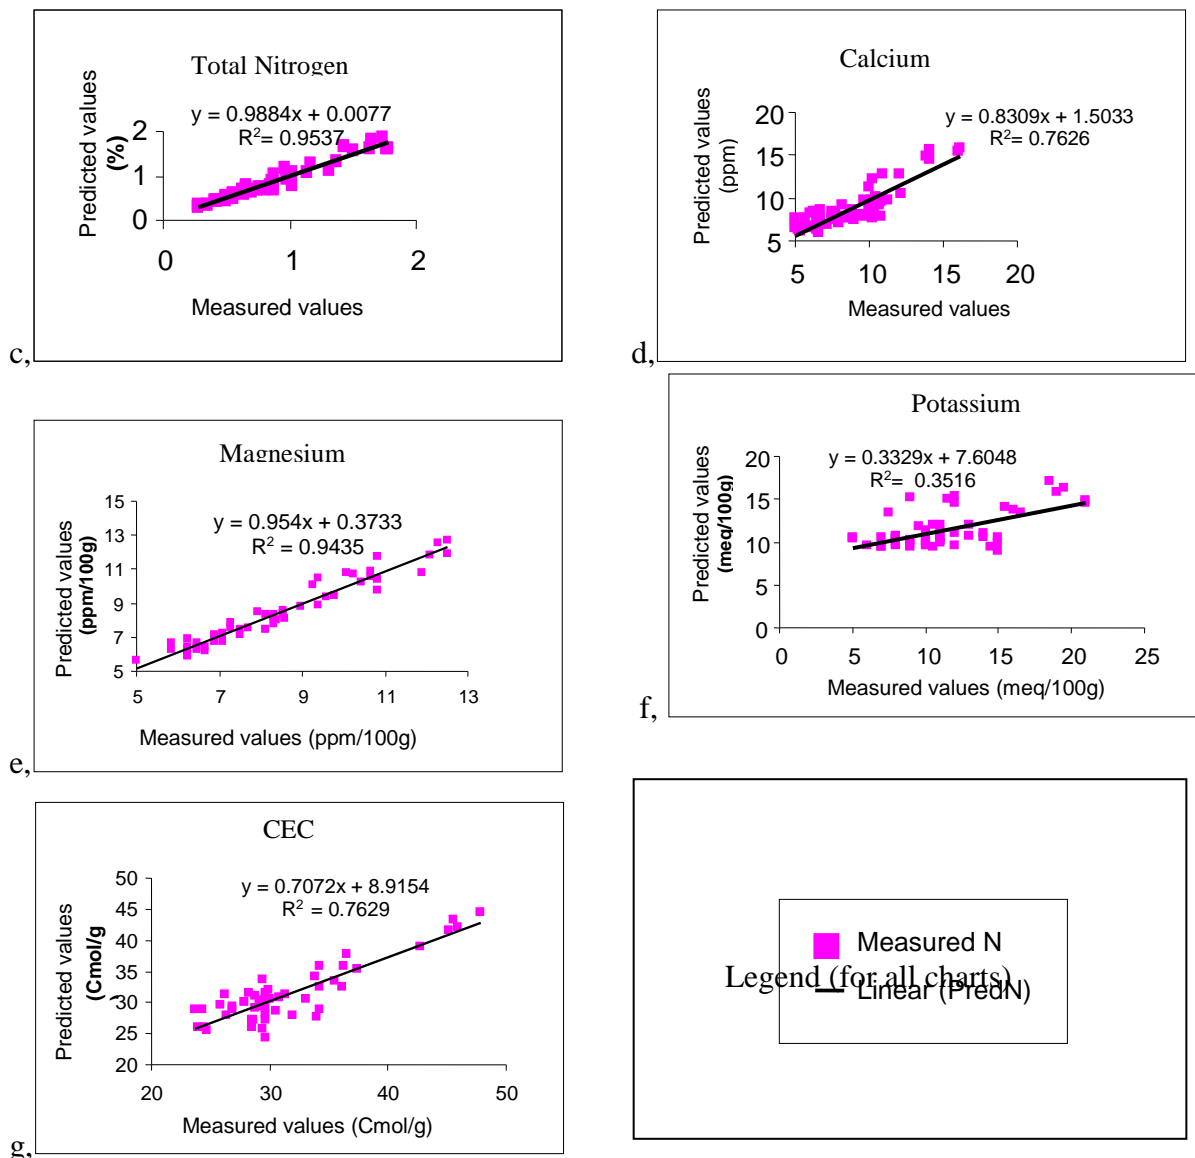 Total Nitrogen
y = 0.9884x + 0.0077
R2= 0.9537
Predicted values
(%)
2
1
0
0 1 2
Measured values
c,
Calcium
y = 0.8309x + 1.5033
R2= 0.7626
Predicted values
(ppm)
20
15
10
5
5 10 15 20
Measured values
d,
Magnesium
y = 0.954x + 0.3733
R2 = 0.9435
Predicted values
(ppm/100g)
15
13
11
9
7
5
5 7 9 11 13
Measured values (ppm/100g)
e,
Potassium
y = 0.3329x + 7.6048
R2= 0.3516
Predicted values
(meq/100g)
20
15
10
5
0
0 5 10 15 20 25
Measured values (meq/100g)
f,
CEC
y = 0.7072x + 8.9154
R2 = 0.7629
Predicted values
(Cmol/g
50
45
40
35
30
25
20
20 30 40 50
Measured values (Cmol/g)
g,
Measured N
Legend (for all charts)
Linear (PredN)